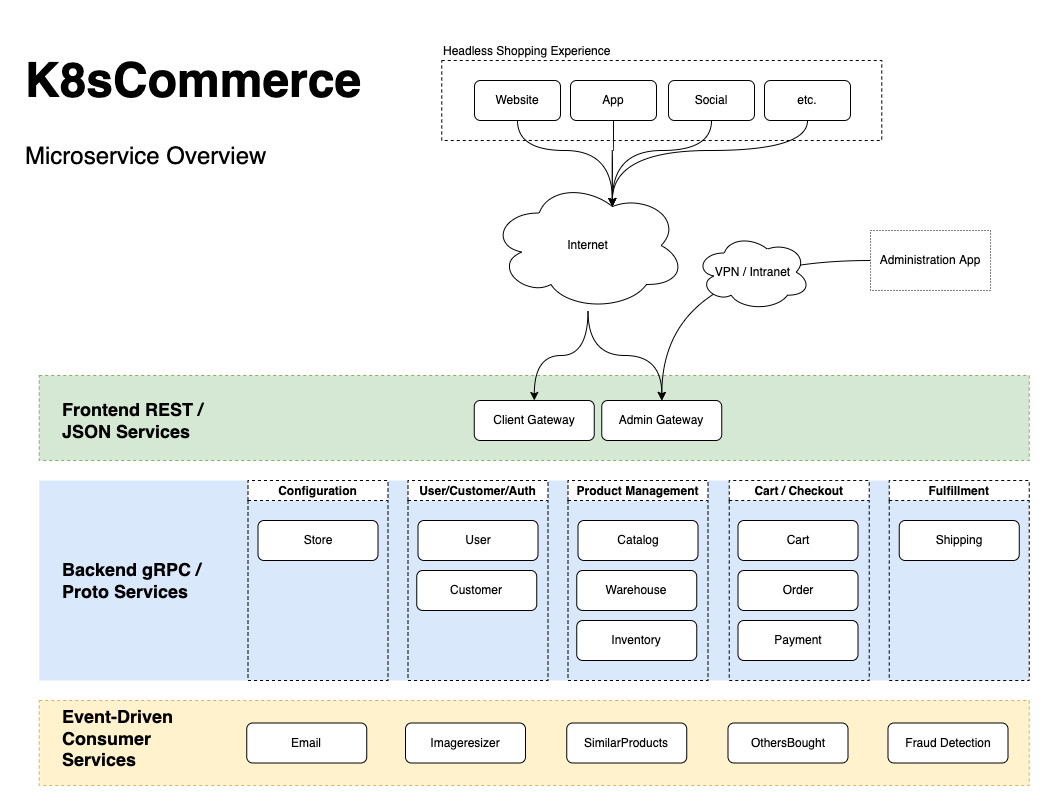 K8sCommerce
Microservice Overview
Headless Shopping Experience
Website
App
Social
etc.
Internet
VPN / Intranet
Administration App
Frontend REST /
JSON Services
Client Gateway
Admin Gateway
Backend gRPC /
Proto Services
Configuration
Store
User/Customer/Auth
User
Customer
Product Management
Catalog
Warehouse
Inventory
Cart / Checkout
Cart
Order
Payment
Fulfillment
Shipping
Event-Driven
Consumer
Services
Email
Imageresizer
SimilarProducts
OthersBought
Fraud Detection